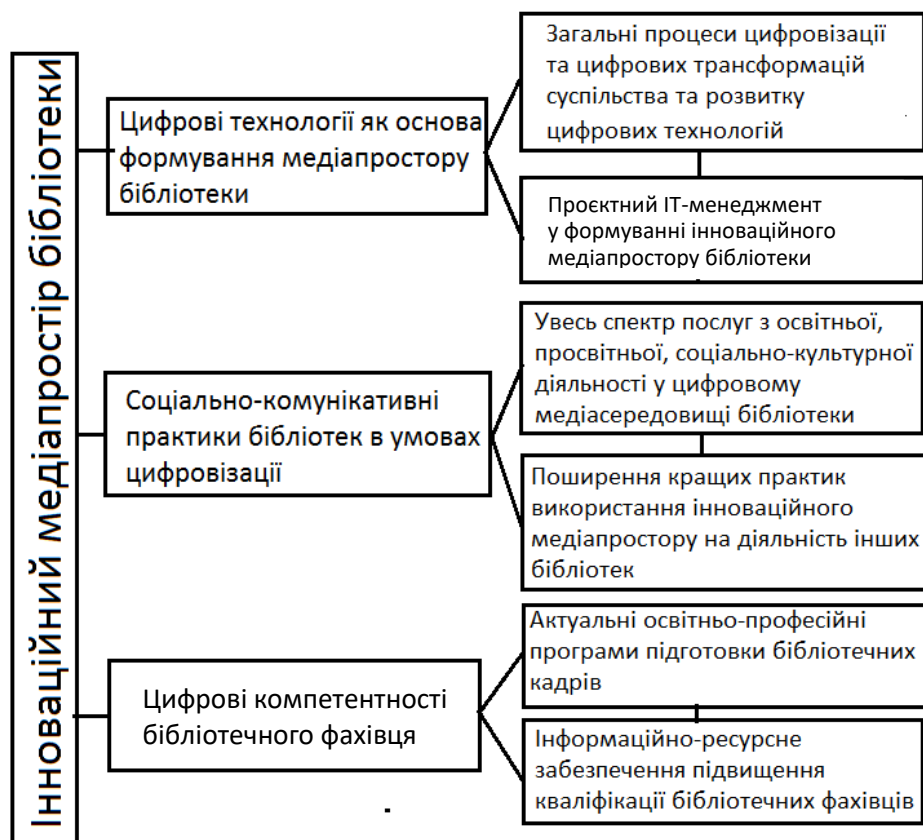 Інноваційний медіапростір бібліотеки
Цифрові технології як основа
формування медіапростору
бібліотеки
Загальні процеси цифровізації
та цифрових трансформацій
суспільства та розвитку
цифрових технологій
Проєктний ІТ-менеджмент
у формуванні інноваційного
медіапростору бібліотеки
Соціально-комунікативні
практики бібліотек в умовах
цифровізації
Увесь спектр послуг з освітньої,
просвітньої, соціально-культурної
діяльності у цифровому
медіасередовищі бібліотеки
Поширення кращих практик
використання інноваційного
медіапростору на діяльність інших
бібліотек
Цифрові компетентності
бібліотечного фахівця
Актуальні освітньо-професійні
програми підготовки бібліотечних
кадрів
Інформаційно-ресурсне
забезпечення підвищення
кваліфікації бібліотечних фахівців